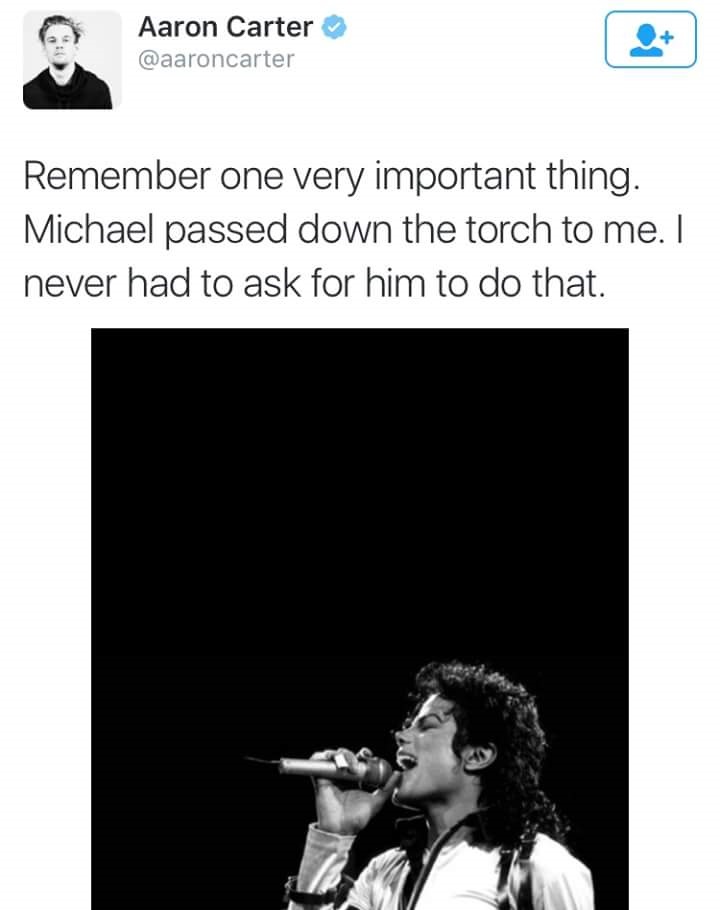 Aaron Carter
@aaroncarter
Remember one very important thing.
Michael passed down the torch to me. I
never had to ask for him to do that.